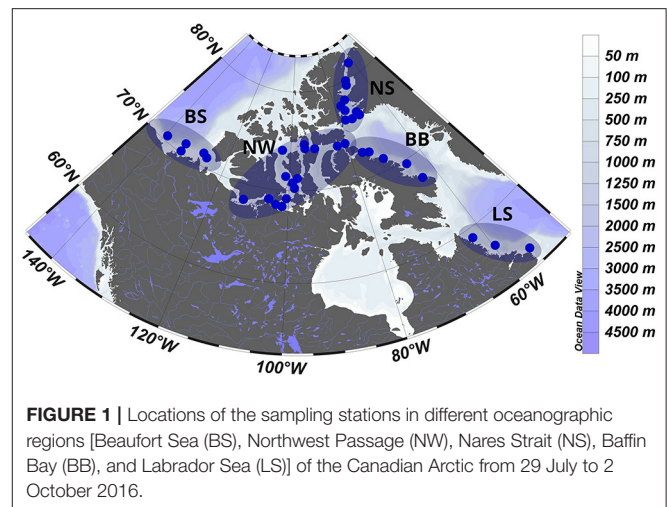 80°N
70°N
60°N
BS
NW
NS
BB
LS
140°W
120°W
100°W
80°W
60°W
50 m
100 m
250 m
500 m
750 m
1000 m
1250 m
1500 m
2000 m
2500 m
3000 m
3500 m
4000 m
4500 m
Ocean Data View
FIGURE 1 | Locations of the sampling stations in different oceanographic
regions [Beaufort Sea (BS), Northwest Passage (NW), Nares Strait (NS), Baffin
Bay (BB), and Labrador Sea (LS)] of the Canadian Arctic from 29 July to 2
October 2016.